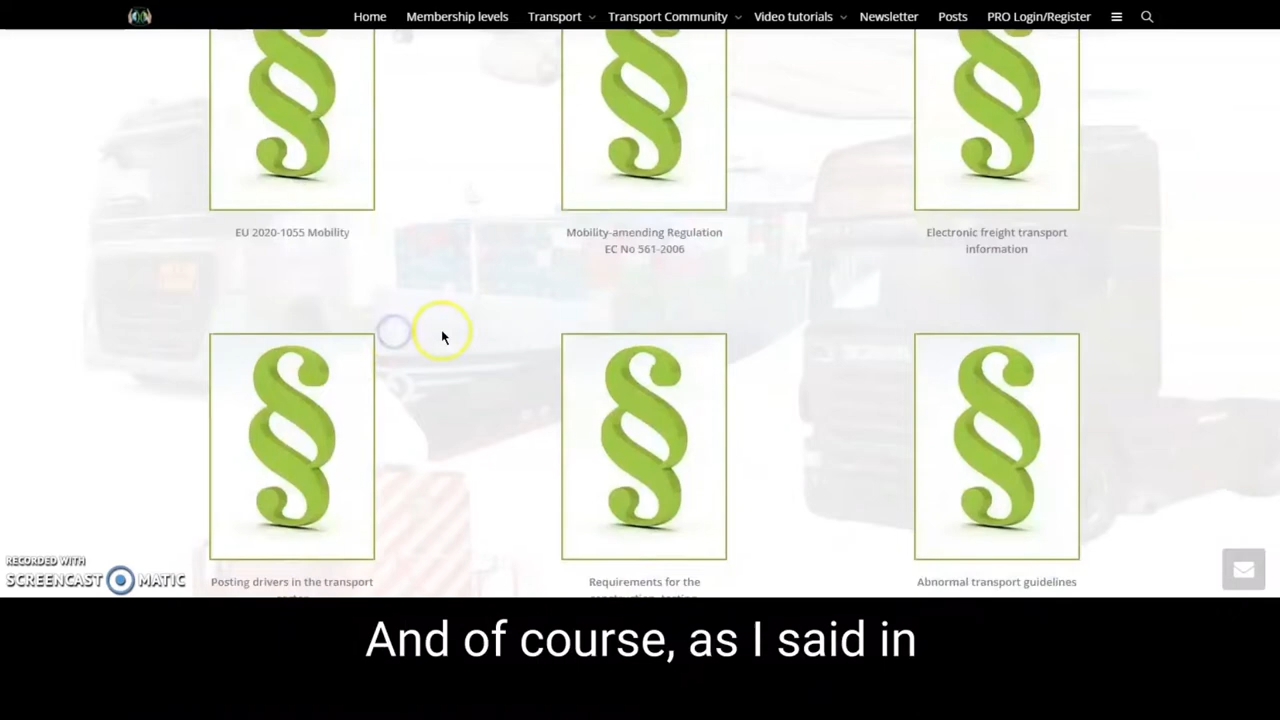 Home Membership levels Transport Transport Community Video tutorials Newsletter Posts PRO Login/Register
EU 2020-1055 Mobility
Mobility-amending Regulation
EC No 561-2006
Electronic freight transport
information
Posting drivers in the transport
Requirements for the
Abnormal transport guidelines
RECORDED WITH
SCREENCAST MATIC
And of course, as I said in